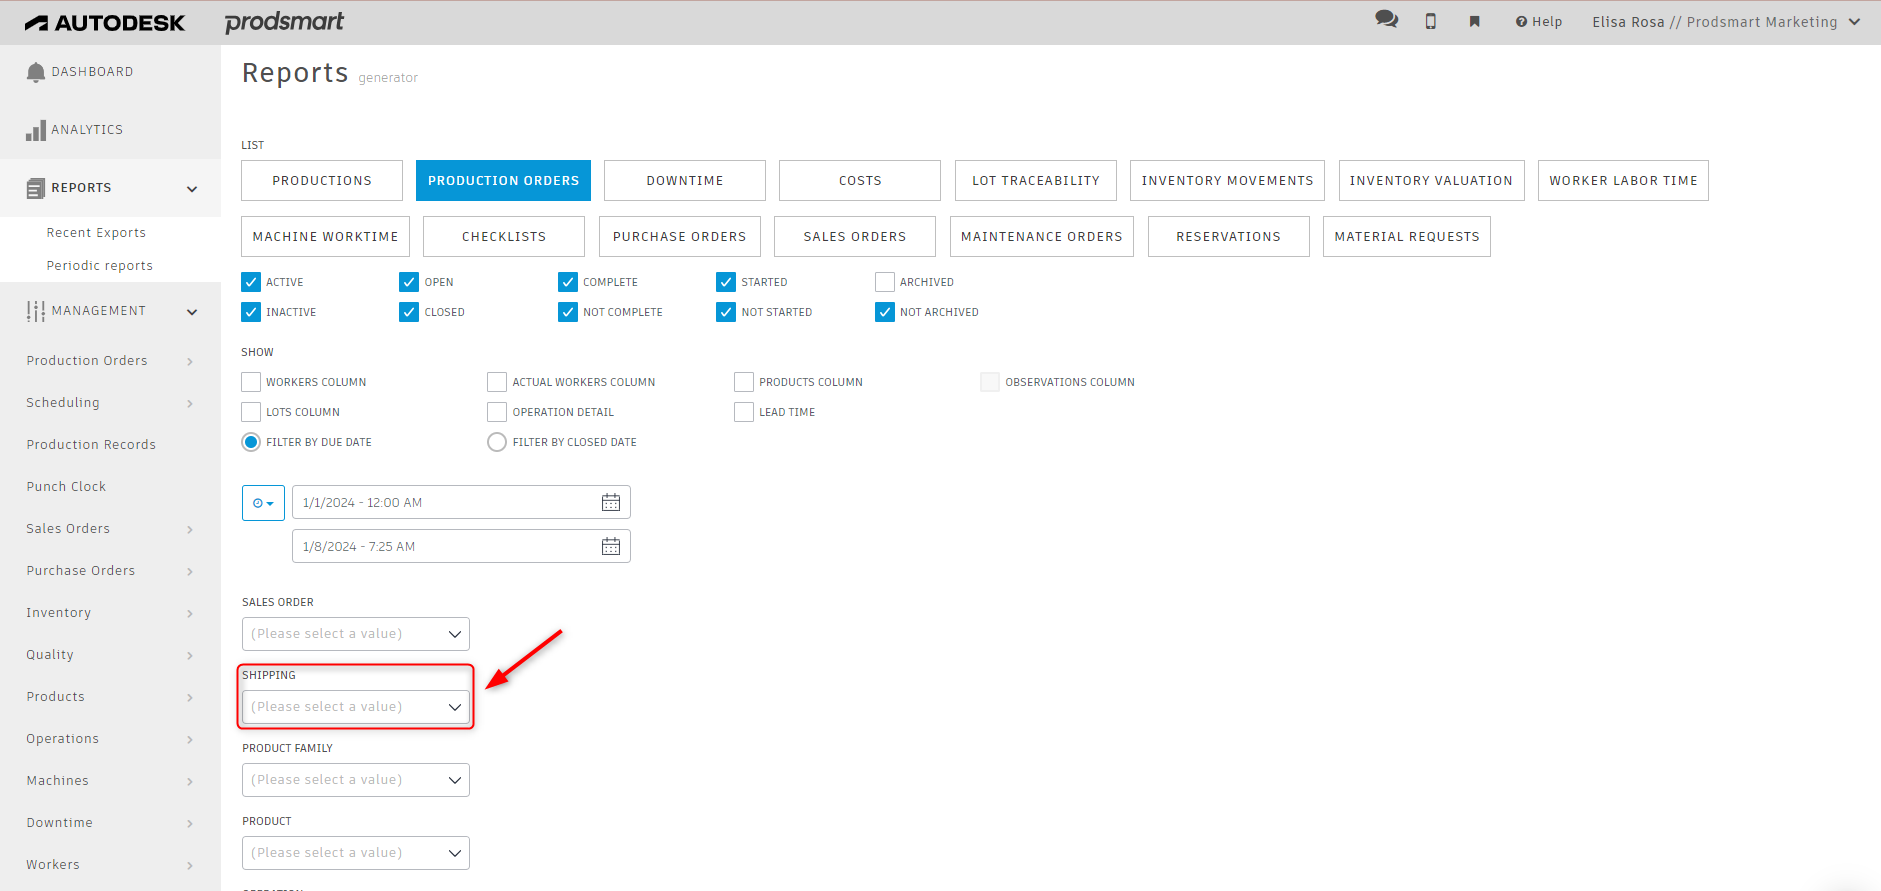 AUTODESK prodsmart Help Elisa Rosa // Prodsmart Marketing
DASHBOARD
ANALYTICS
REPORTS
Recent Exports
Periodic reports
MANAGEMENT
Production Orders
Scheduling
Production Records
Punch Clock
Sales Orders
Purchase Orders
Inventory
Quality
Products
Operations
Machines
Downtime
Workers
Reports generator
LIST
PRODUCTIONS PRODUCTION ORDERS DOWNTIME COSTS LOT TRACEABILITY INVENTORY MOVEMENTS INVENTORY VALUATION WORKER LABOR TIME
MACHINE WORKTIME CHECKLISTS PURCHASE ORDERS SALES ORDERS MAINTENANCE ORDERS RESERVATIONS MATERIAL REQUESTS
ACTIVE OPEN COMPLETE STARTED ARCHIVED
INACTIVE CLOSED NOT COMPLETE NOT STARTED NOT ARCHIVED
SHOW
WORKERS COLUMN ACTUAL WORKERS COLUMN PRODUCTS COLUMN OBSERVATIONS COLUMN
LOTS COLUMN OPERATION DETAIL LEAD TIME
FILTER BY DUE DATE FILTER BY CLOSED DATE
1/1/2024 - 12:00 AM
1/8/2024 - 7:25 AM
SALES ORDER
(Please select a value)
SHIPPING
(Please select a value)
PRODUCT FAMILY
(Please select a value)
PRODUCT
(Please select a value)